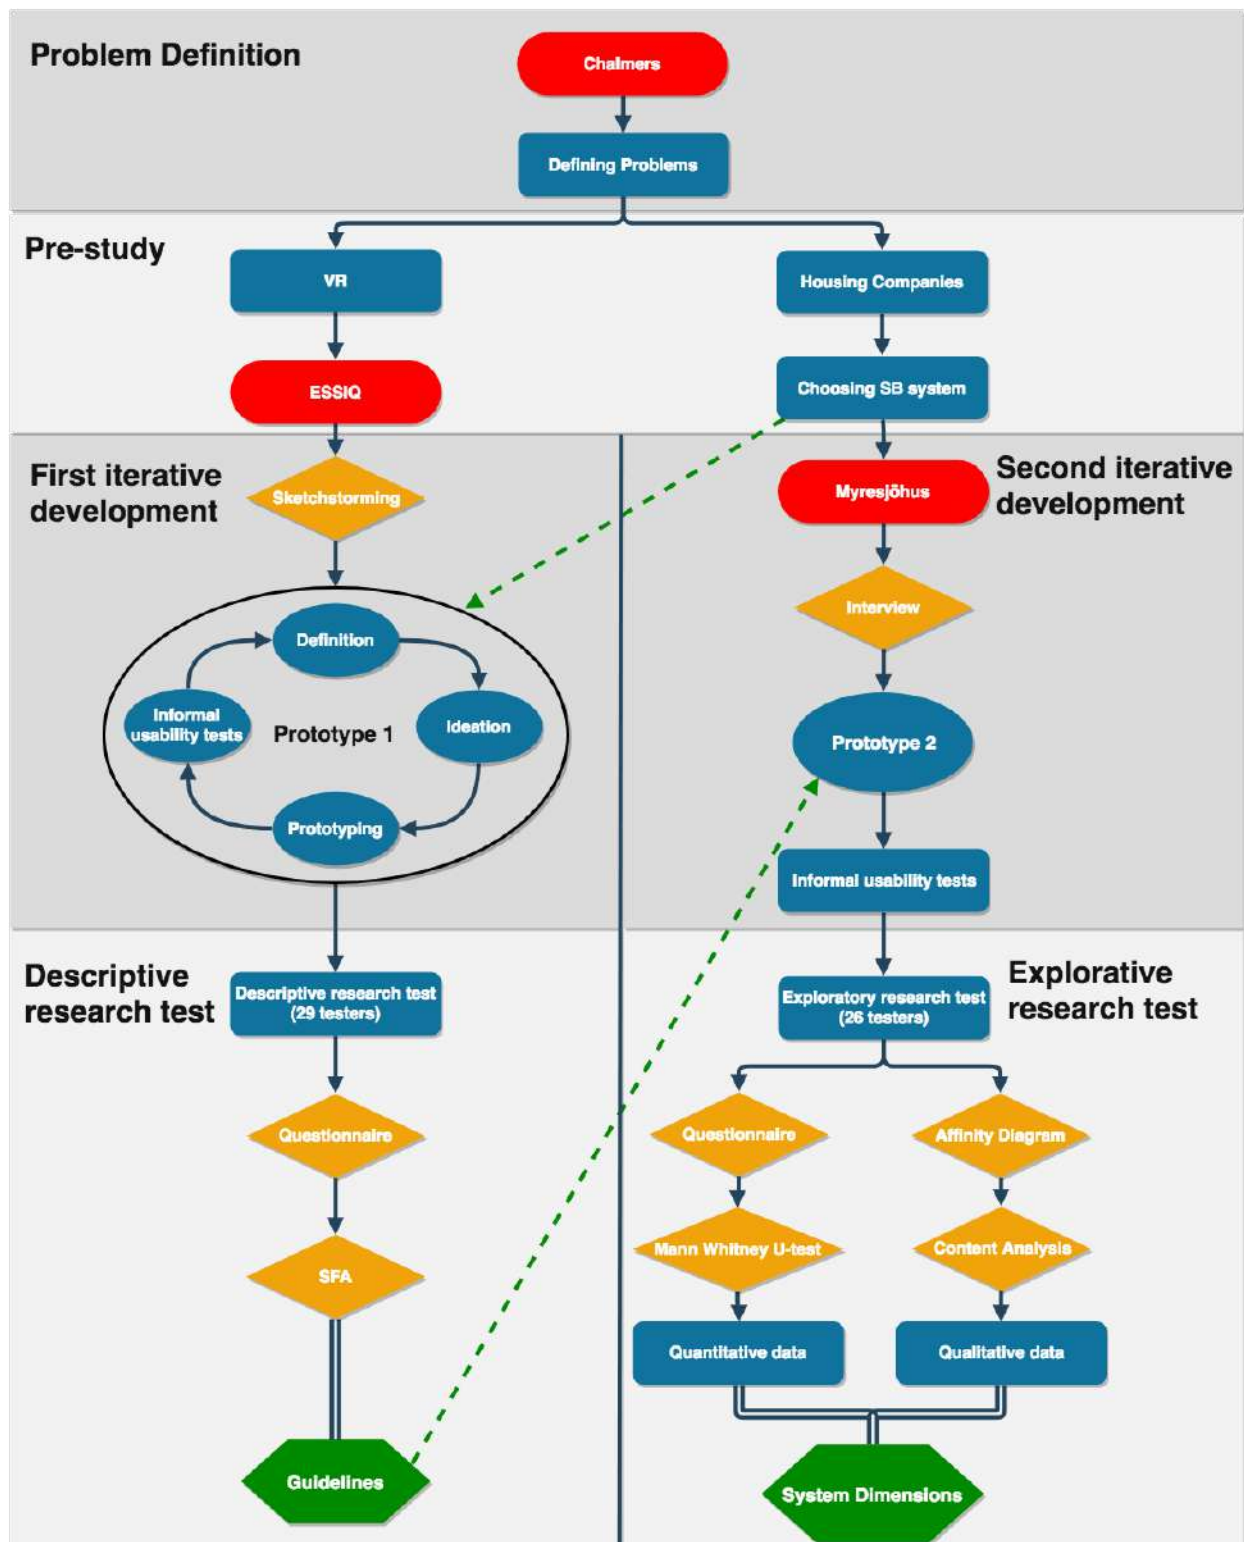 Problem Definition
Chalmers
Defining Problems
Pre-study
VR
Housing Companies
ESSIQ
Choosing SB system
First iterative
development
Sketchstorming
Myresjöhus
Second iterative
development
Interview
Definition
Informal
usability tests
Prototype 1
Ideation
Prototyping
Prototype 2
Informal usability tests
Descriptive
research test
Descriptive research test
(29 testers)
Exploratory research test
(26 testers)
Explorative
research test
Questionnaire
Questionnaire
Affinity Diagram
SFA
Mann Whitney U-test
Content Analysis
Quantitative data
Qualitative data
Guidelines
System Dimensions